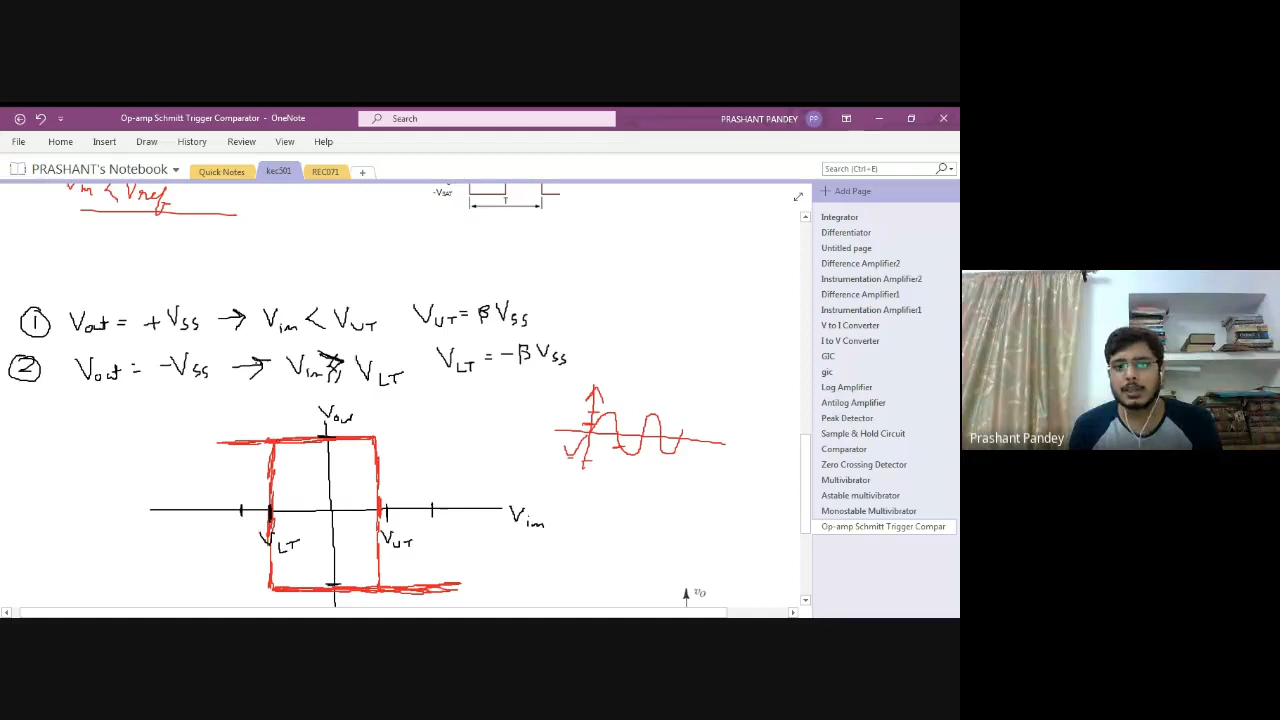 Op-amp Schmitt Trigger Comparator - OneNote
Search
PRASHANT PANDEY
PP
File Home Insert Draw History Review View Help
PRASHANT's Notebook
Quick Notes
kec501
REC071
Search (Ctrl+E)
Add Page
Integrator
Differentiator
Untitled page
Difference Amplifier2
Instrumentation Amplifier2
Difference Amplifier1
Instrumentation Amplifier1
V to I Converter
I to V Converter
GIC
gic
Log Amplifier
Antilog Amplifier
Peak Detector
Sample & Hold Circuit
Comparator
Zero Crossing Detector
Multivibrator
Astable multivibrator
Monostable Multivibrator
Op-amp Schmitt Trigger Compar
Vin < Vref
-VSAT
T
① Vout = +VSS → Vin < VUT VUT = βVSS
② Vout = -VSS → Vin > VLT VLT = -βVSS
Vout
Vin
VLT
VUT
vO
Prashant Pandey